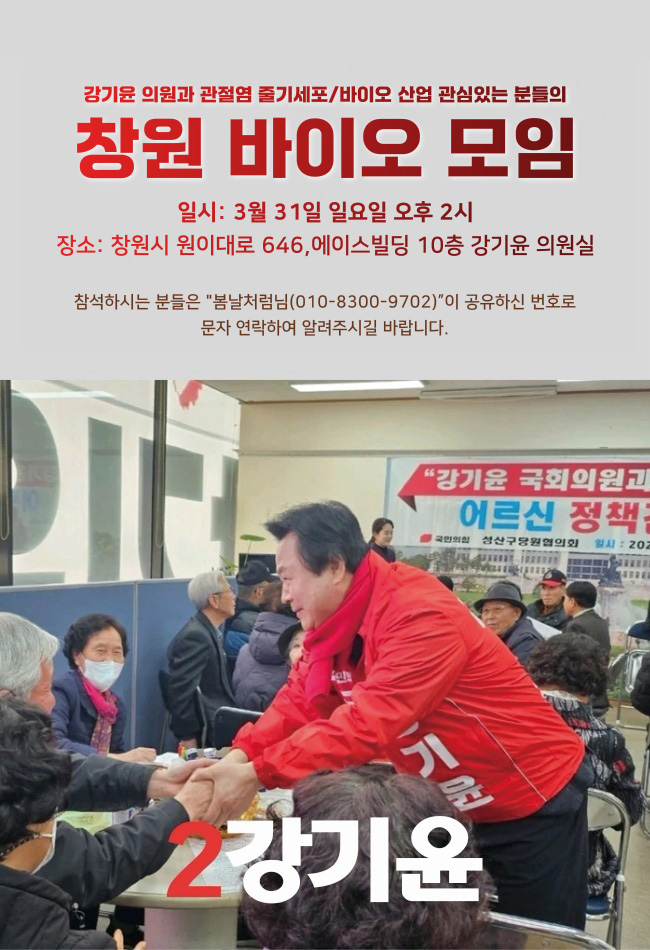 강기윤 의원과 관절염 줄기세포/바이오 산업 관심있는 분들의
창원 바이오 모임
일시: 3월 31일 일요일 오후 2시
장소: 창원시 원이대로 646,에이스빌딩 10층 강기윤 의원실
참석하시는 분들은 "봄날처럼님(010-8300-9702)”이 공유하신 번호로
문자 연락하여 알려주시길 바랍니다.
“강기윤 국회의원과
어르신 정책간
국민의힘 성산구당원협의회 일시 : 202
기윤
2강기윤